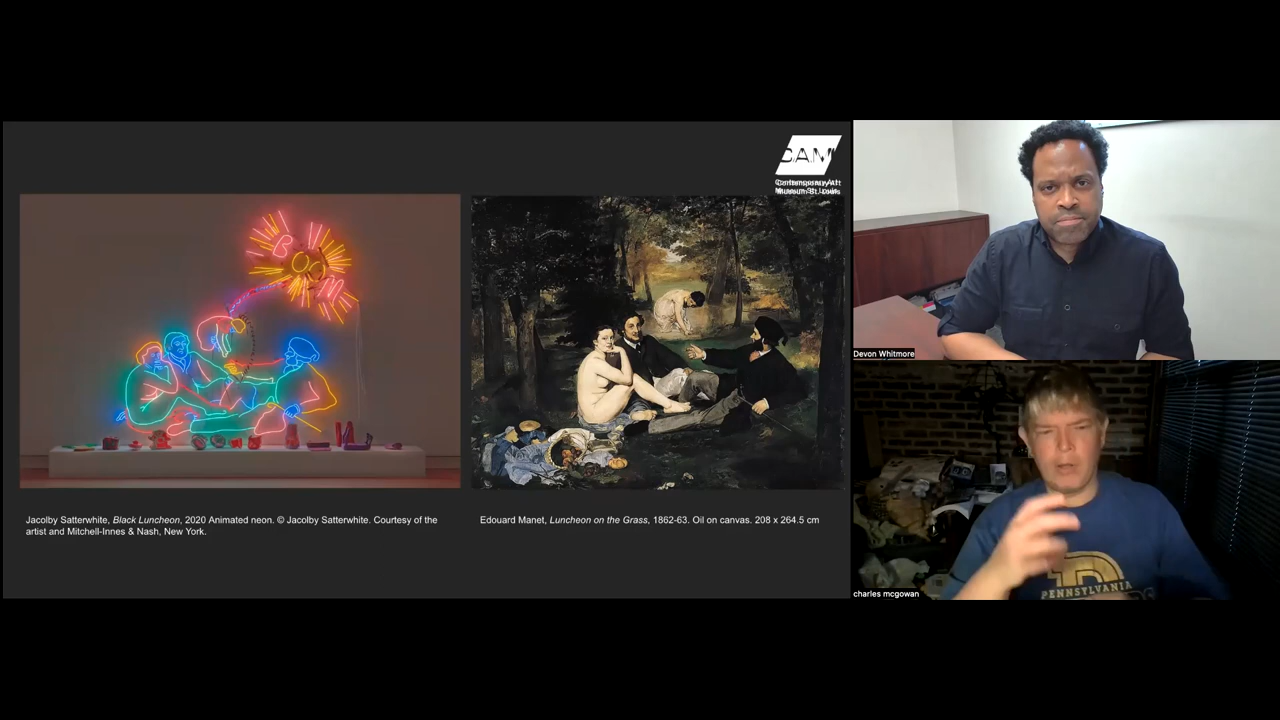 CAM
Contemporary Art
Museum St. Louis
BOOM
Jacolby Satterwhite, Black Luncheon, 2020 Animated neon. © Jacolby Satterwhite. Courtesy of the
artist and Mitchell-Innes & Nash, New York.
Edouard Manet, Luncheon on the Grass, 1862-63. Oil on canvas. 208 x 264.5 cm
Devon Whitmore
PENNSYLVANIA
charles mcgowan